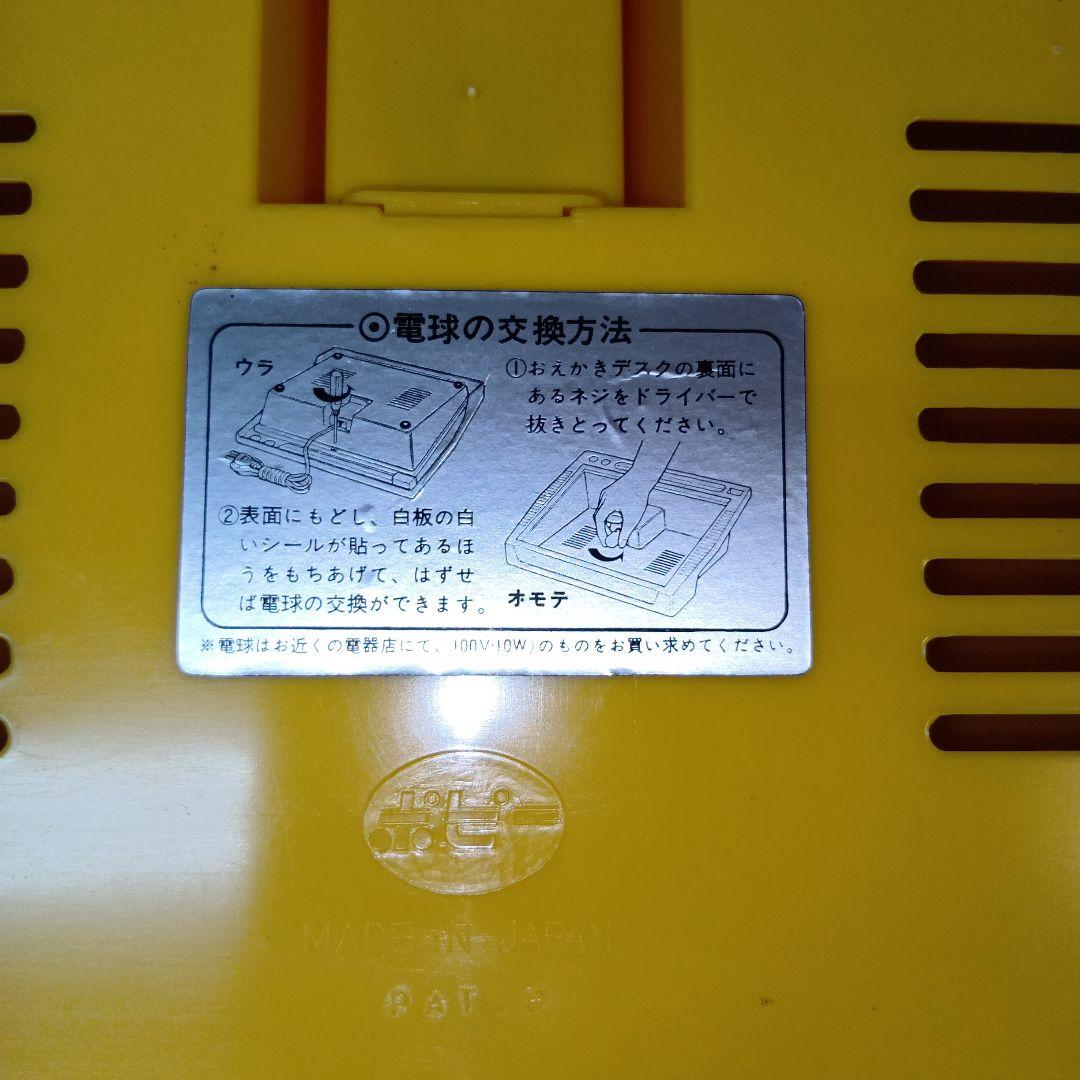 ⦿電球の交換方法
ウラ
①おえかきデスクの裏面に
あるネジをドライバーで
抜きとってください。
②表面にもどし、白板の白
いシールが貼ってあるほ
うをもちあげて、はずせ
ば電球の交換ができます。
オモテ
※電球はお近くの電器店にて、100V·10W)のものをお買い求めてください。
ポピー
MADE IN JAPAN
PAT. P